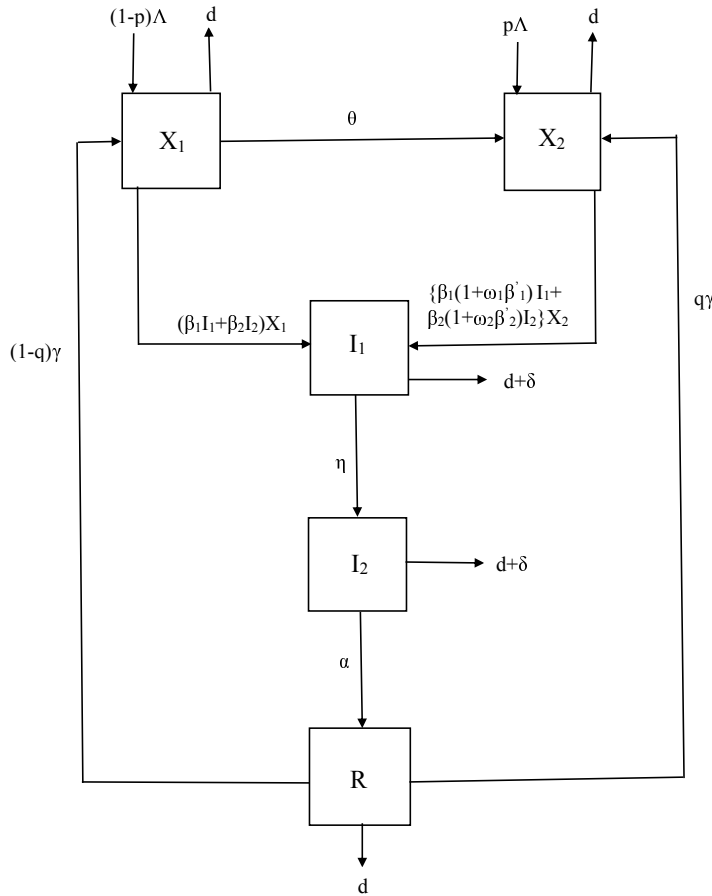 (1-p)Λ
d
pΛ
d
X₁
θ
X₂
{β₁(1+ω₁β'₁) I₁+
β₂(1+ω₂β'₂)I₂}X₂
qγ
(β₁I₁+β₂I₂)X₁
I₁
(1-q)γ
d+δ
η
I₂
d+δ
α
R
d